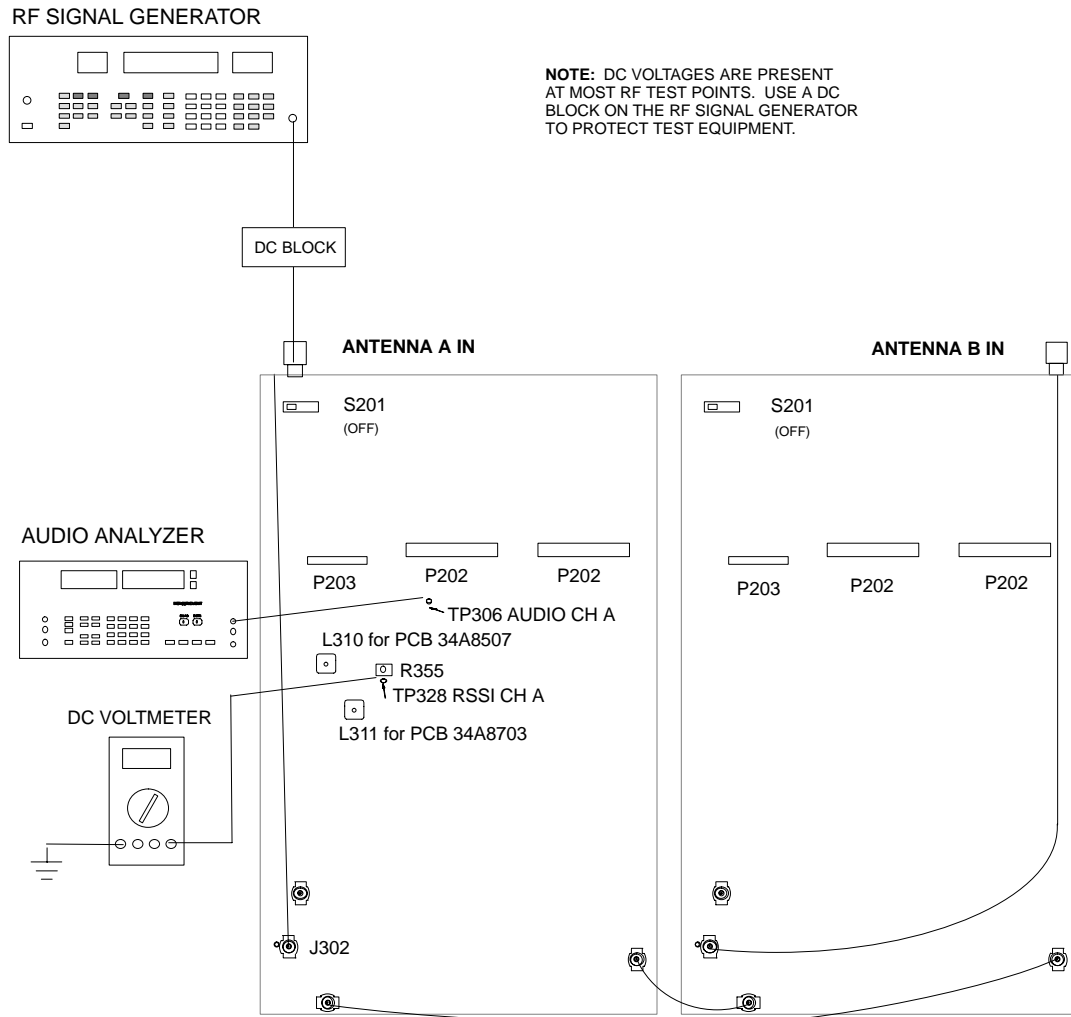 RF SIGNAL GENERATOR
NOTE: DC VOLTAGES ARE PRESENT
AT MOST RF TEST POINTS. USE A DC
BLOCK ON THE RF SIGNAL GENERATOR
TO PROTECT TEST EQUIPMENT.
DC BLOCK
ANTENNA A IN
ANTENNA B IN
S201
(OFF)
S201
(OFF)
AUDIO ANALYZER
P203
P202
P202
P203
P202
P202
TP306 AUDIO CH A
L310 for PCB 34A8507
R355
TP328 RSSI CH A
DC VOLTMETER
L311 for PCB 34A8703
J302